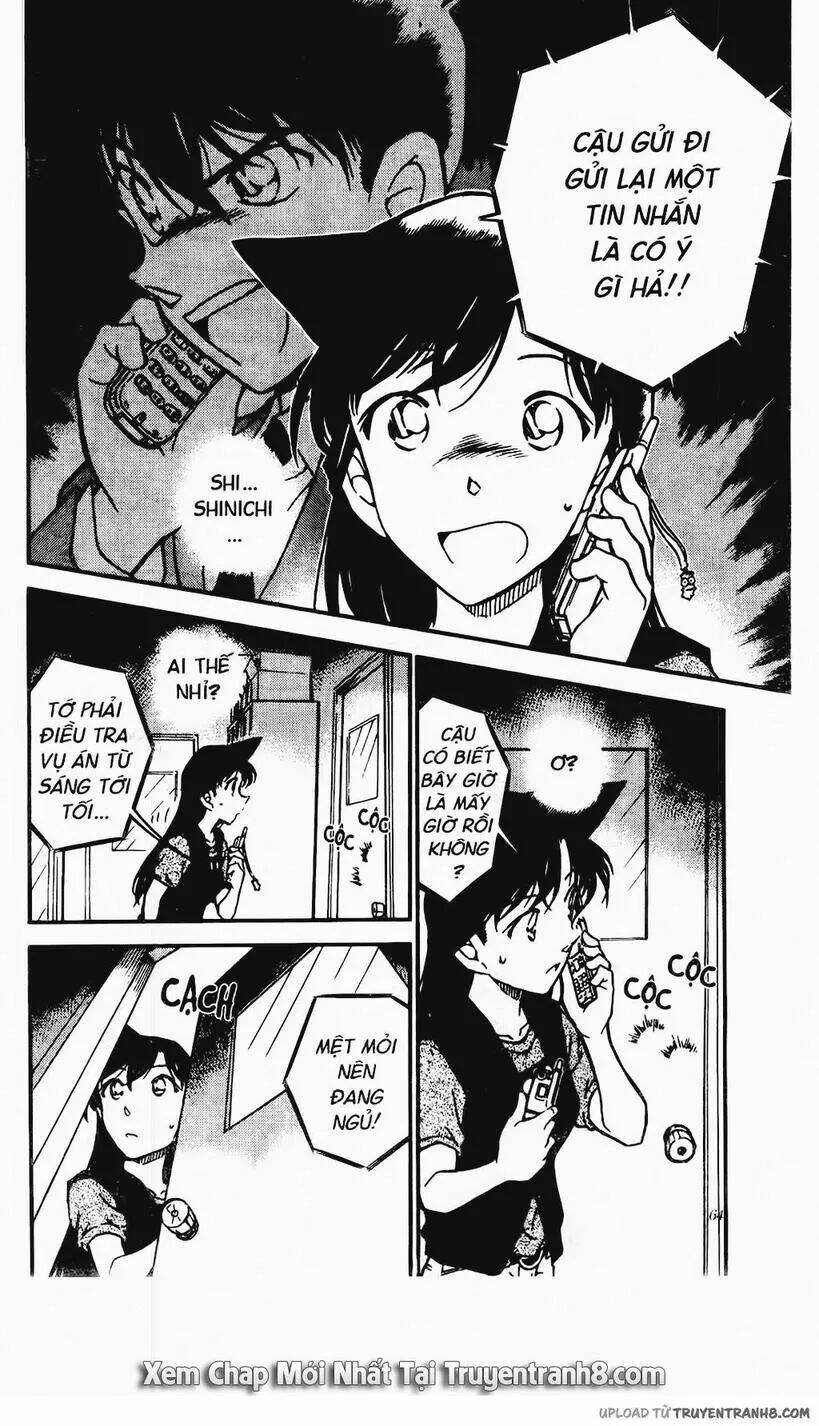 CẬU GỬI ĐI
GỬI LẠI MỘT
TIN NHẮN
LÀ CÓ Ý
GÌ HẢ!!
SHI...
SHINICHI
...
CẬU
CÓ BIẾT
BÂY GIỜ
LÀ MẤY
GIỜ RỒI
KHÔNG
?
Ơ?
CỘC
CỘC
AI THẾ
NHỈ?
TỚ PHẢI
ĐIỀU TRA
VỤ ÁN TỪ
SÁNG TỚI
TỐI...
CỘC
CỘC
MỆT MỎI
NÊN
ĐANG
NGỦ!
CẠCH
64
Xem Chap Mới Nhất Tại Truyentranh8.com
UPLOAD TỪ TRUYENTRANH8.COM